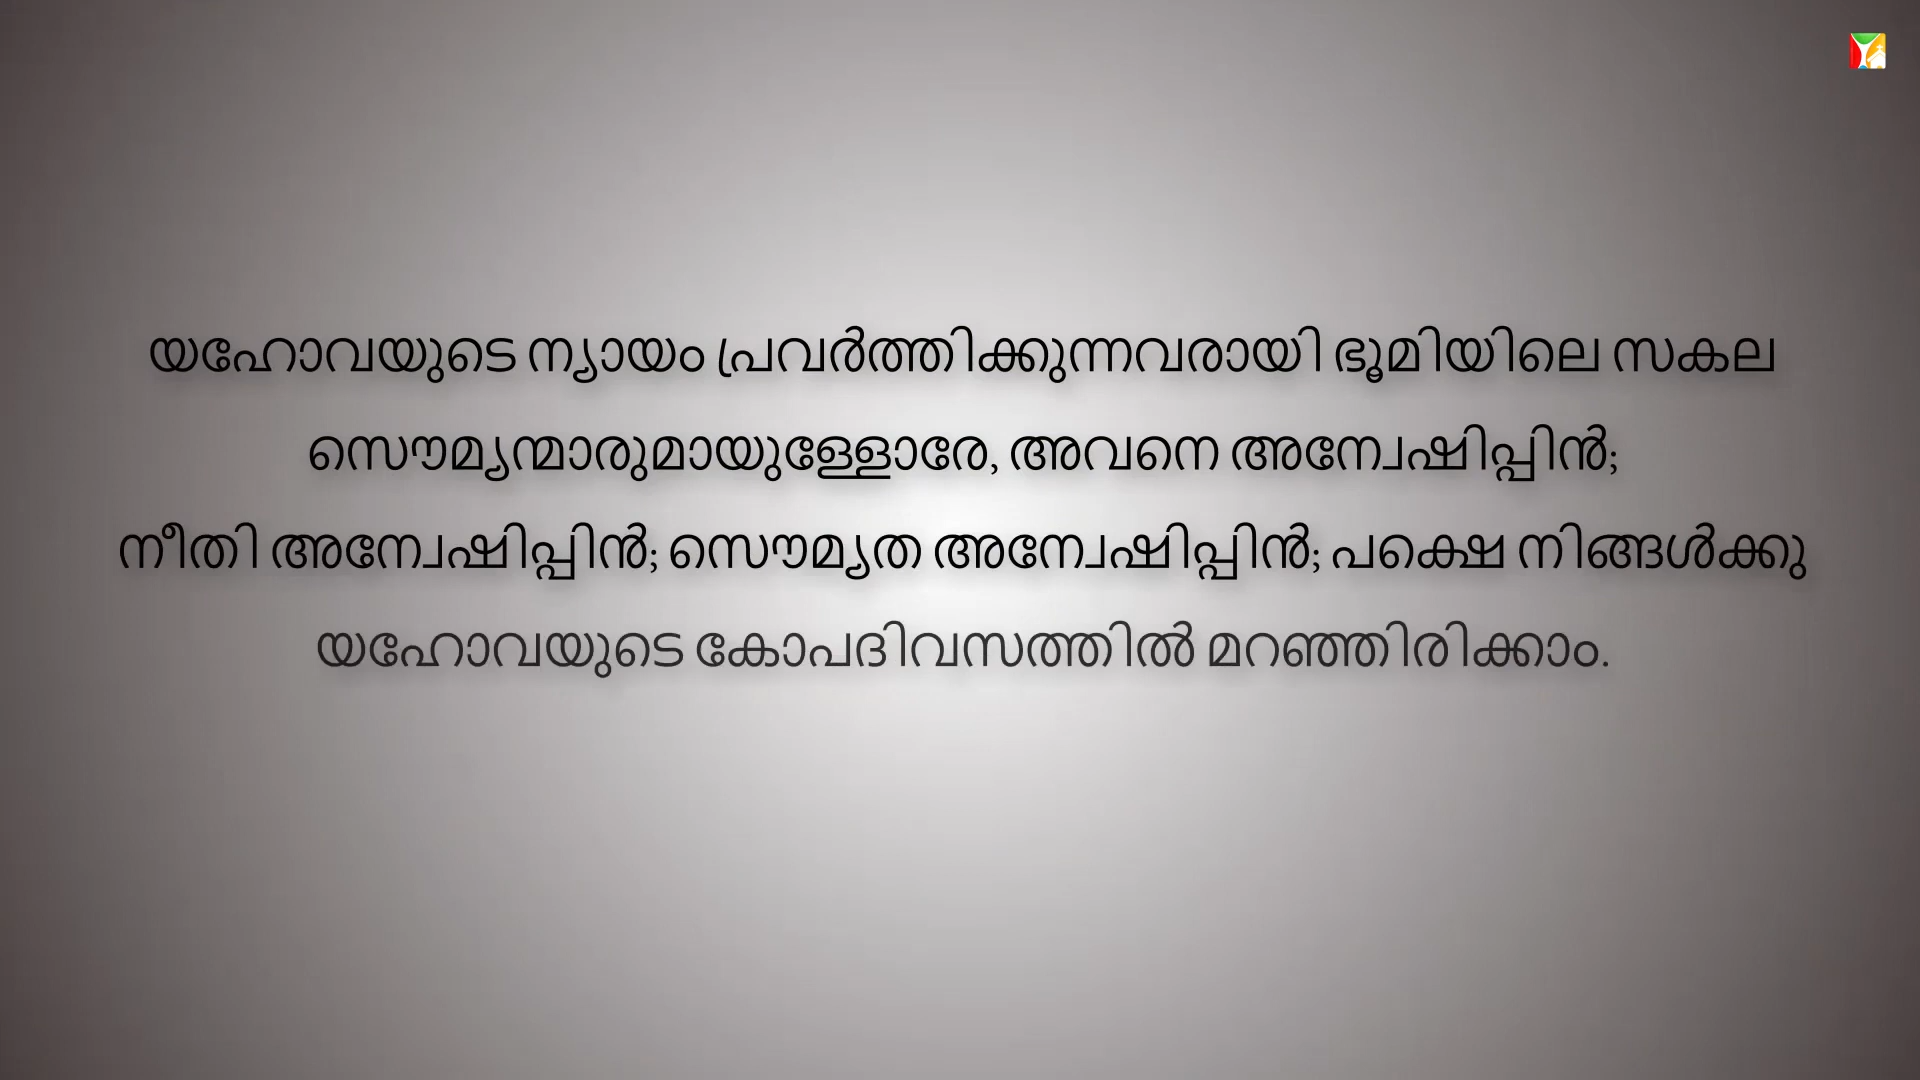 യഹോവയുടെ ന്യായം പ്രവർത്തിക്കുന്നവരായി ഭൂമിയിലെ സകല
സൌമ്യന്മാരുമായുള്ളോരേ, അവനെ അന്വേഷിപ്പിൻ;
നീതി അന്വേഷിപ്പിൻ; സൌമ്യത അന്വേഷിപ്പിൻ; പക്ഷെ നിങ്ങൾക്കു
യഹോവയുടെ കോപദിവസത്തിൽ മറഞ്ഞിരിക്കാം.